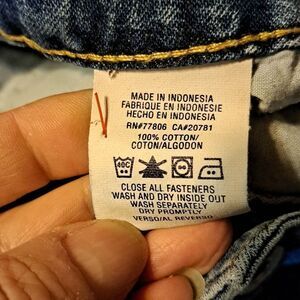 MADE IN INDONESIA
FABRIQUE EN INDONESIE
HECHO EN INDONESIA
RN#77806 CA#20781
100% COTTON/
COTON/ALGODON
40C
CLOSE ALL FASTENERS
WASH AND DRY INSIDE OUT
WASH SEPARATELY
DRY PROMPTLY
VERSO/AL REVERSO